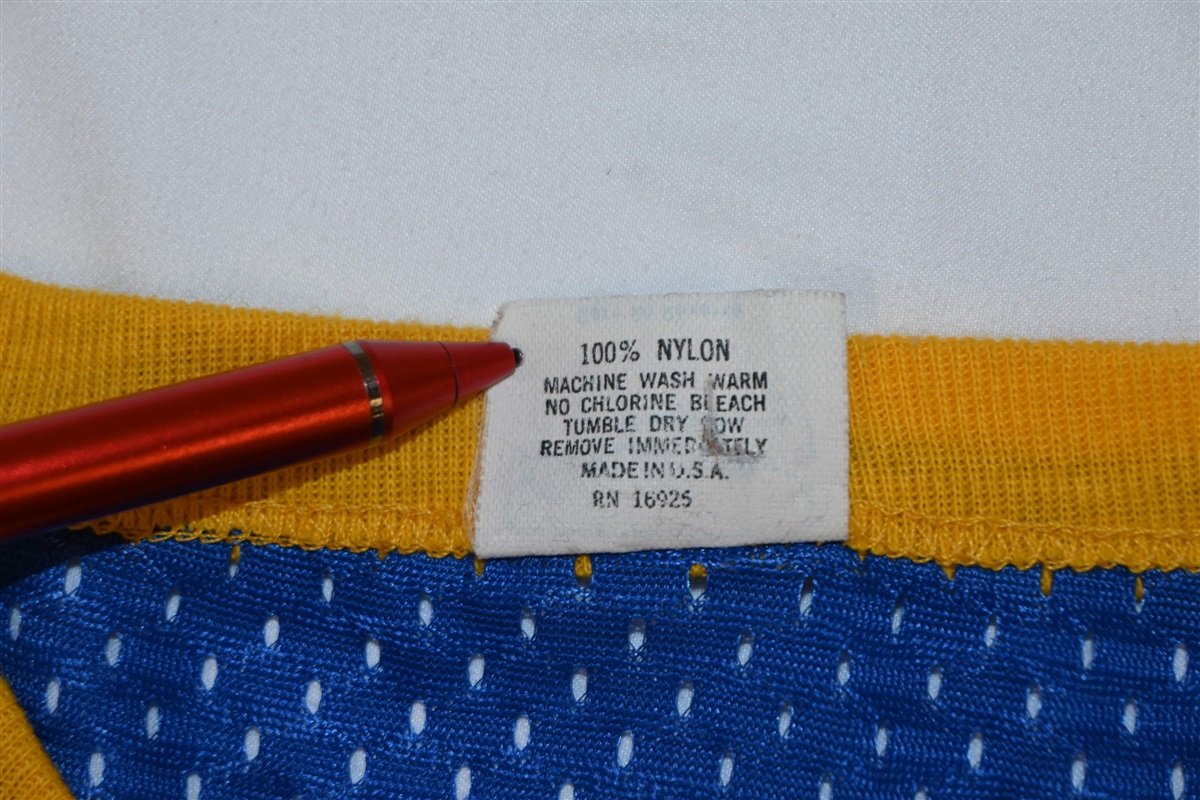 100% NYLON
MACHINE WASH WARM
NO CHLORINE BLEACH
TUMBLE DRY LOW
REMOVE IMMEDIATELY
MADE IN U.S.A.
RN 16925